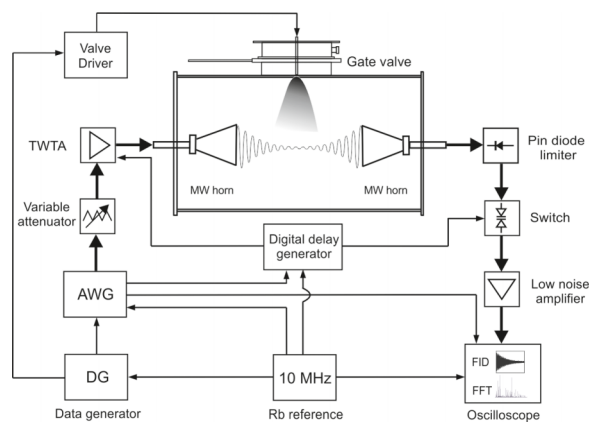 Valve
Driver
Gate valve
TWTA
MW horn
MW horn
Pin diode
limiter
Variable
attenuator
Digital delay
generator
Switch
AWG
Low noise
amplifier
DG
10 MHz
FID
FFT
Data generator
Rb reference
Oscilloscope